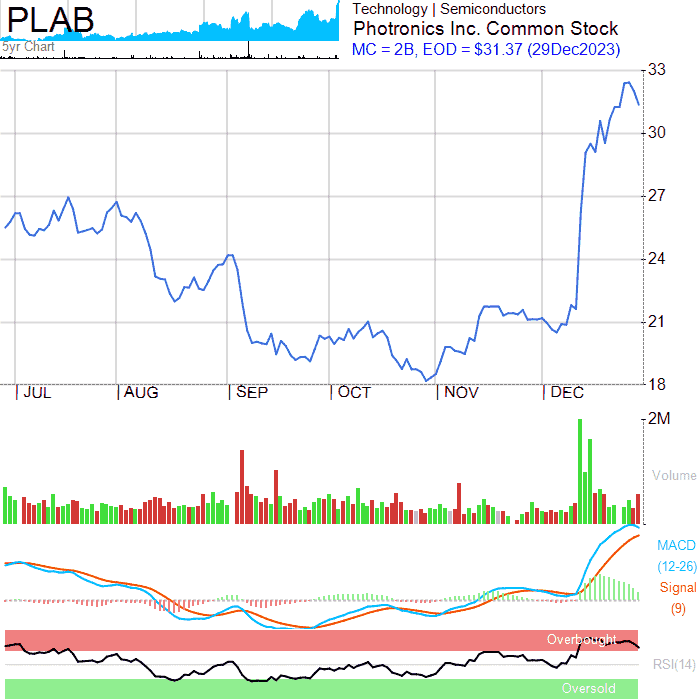 PLAB
5yr Chart
Technology | Semiconductors
Photronics Inc. Common Stock
MC = 2B, EOD = $31.37 (29Dec2023)
33
30
27
24
21
18
JUL AUG SEP OCT NOV DEC
2M
Volume
MACD
(12-26)
Signal
(9)
Overbought
RSI(14)
Oversold